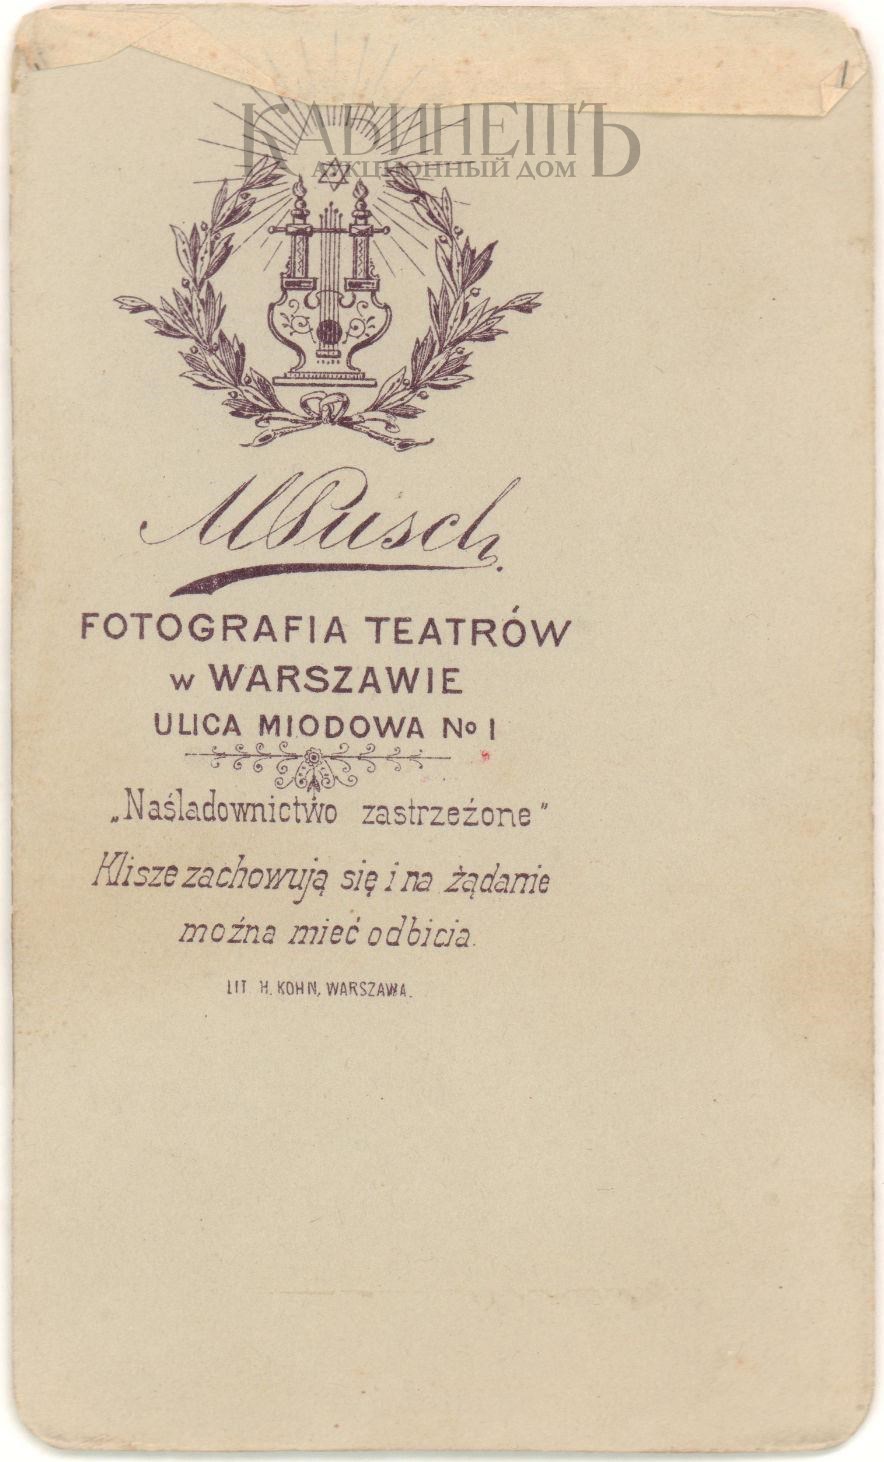 КАБИНЕТЪ
АУКЦИОННЫЙ ДОМ
M Pusch.
FOTOGRAFIA TEATRÓW
w WARSZAWIE
ULICA MIODOWA No 1
„Naśladownictwo zastrzeżone”
Klisze zachowują się i na żądanie
można mieć odbicia.
LIT. H. KOHN, WARSZAWA.